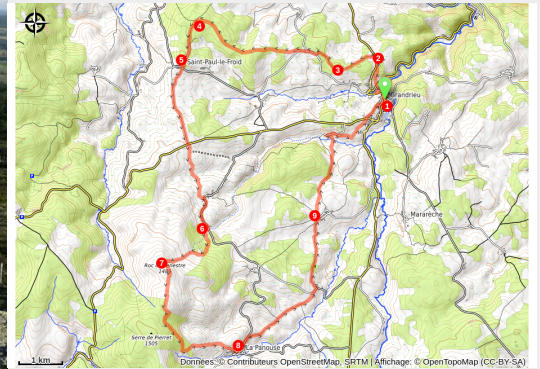 4
2
5
Saint-Paul-le-Froid
3
Grandrieu
1
9
Mararèche
6
7
Serre de Pierret
1505
8
La Panouse
1 km
Données: © Contributeurs OpenStreetMap, SRTM | Affichage: © OpenTopoMap (CC-BY-SA)